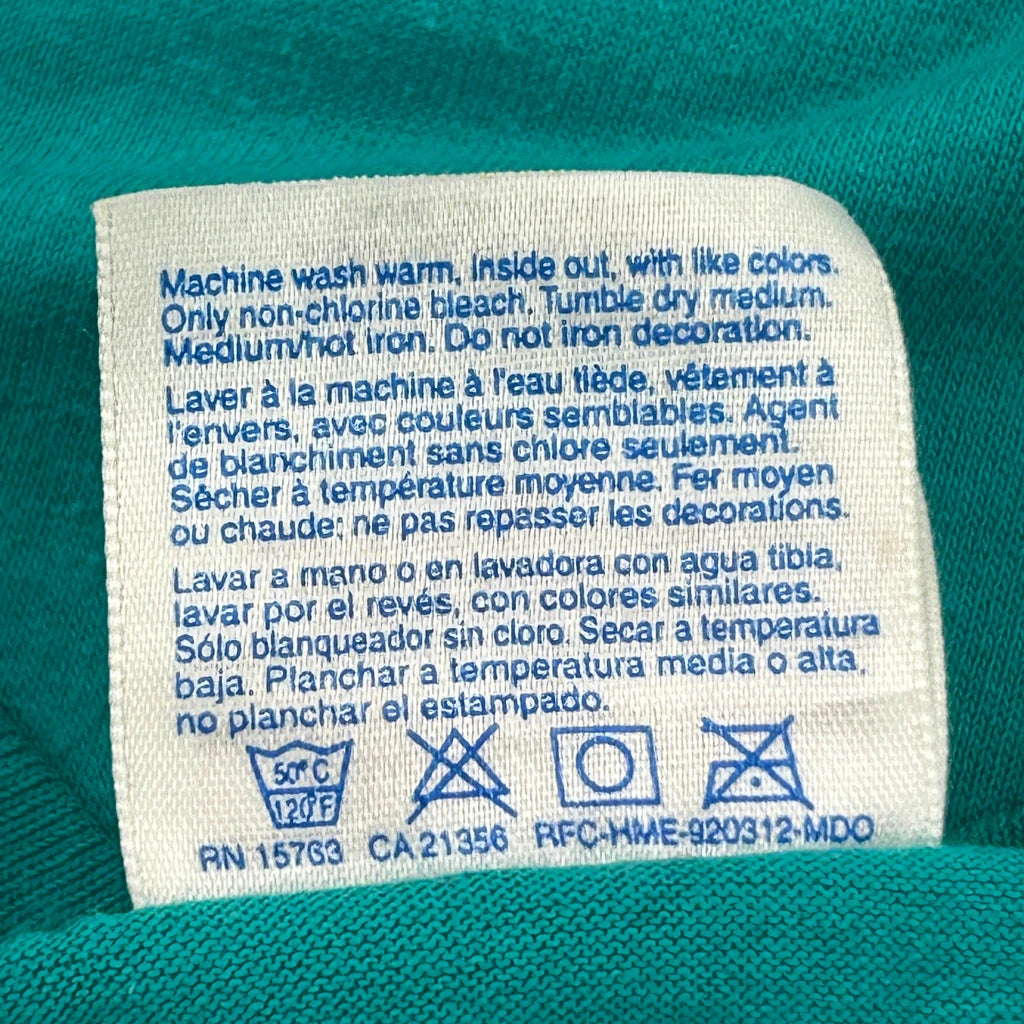 Machine wash warm, inside out, with like colors.
Only non-chlorine bleach. Tumble dry medium.
Medium/hot iron. Do not iron decoration.
Laver à la machine à l'eau tiède, vêtement à
l'envers, avec couleurs semblables. Agent
de blanchiment sans chlore seulement.
Sécher à température moyenne. Fer moyen
ou chaude; ne pas repasser les decorations.
Lavar a mano o en lavadora con agua tibia,
lavar por el revés, con colores similares.
Sólo blanqueador sin cloro. Secar a temperatura
baja. Planchar a temperatura media o alta,
no planchar el estampado.
50°C
120°F
RN 15763 CA 21356 RFC-HME-920312-MDO